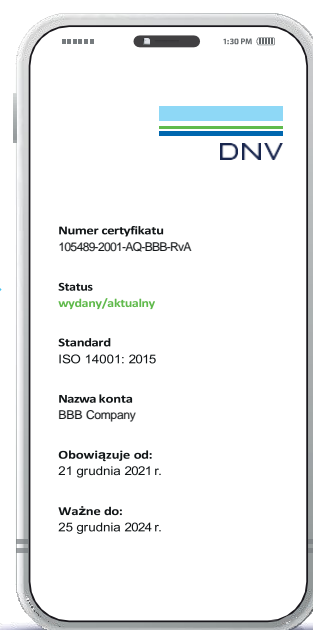 1:30 PM
DNV
Numer certyfikatu
105489-2001-AQ-BBB-RvA
Status
wydany/aktualny
Standard
ISO 14001: 2015
Nazwa konta
BBB Company
Obowiązuje od:
21 grudnia 2021 r.
Ważne do:
25 grudnia 2024 r.